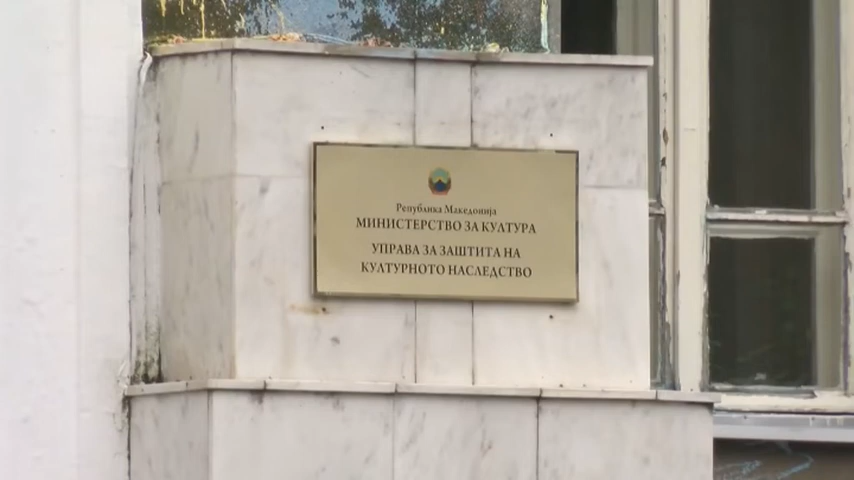 Република Македонија
МИНИСТЕРСТВО ЗА КУЛТУРА
УПРАВА ЗА ЗАШТИТА НА
КУЛТУРНОТО НАСЛЕДСТВО